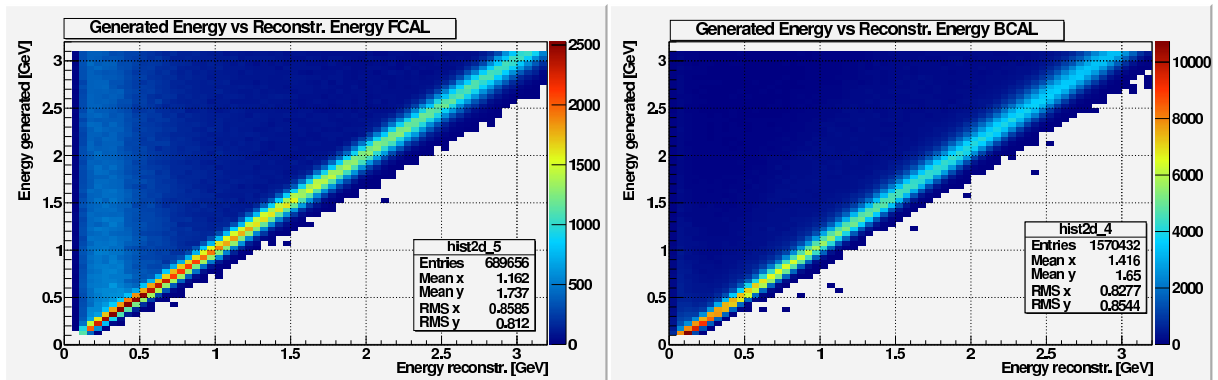 Generated Energy vs Reconstr. Energy FCAL
Energy generated [GeV]
3
2.5
2
1.5
1
0.5
0
0 0.5 1 1.5 2 2.5 3
Energy reconstr. [GeV]
hist2d_5
Entries 689656
Mean x 1.162
Mean y 1.737
RMS x 0.8585
RMS y 0.812
2500
2000
1500
1000
500
0
Generated Energy vs Reconstr. Energy BCAL
Energy generated [GeV]
3
2.5
2
1.5
1
0.5
0
0 0.5 1 1.5 2 2.5 3
Energy reconstr. [GeV]
hist2d_4
Entries 1570432
Mean x 1.416
Mean y 1.65
RMS x 0.8277
RMS y 0.8544
10000
8000
6000
4000
2000
0